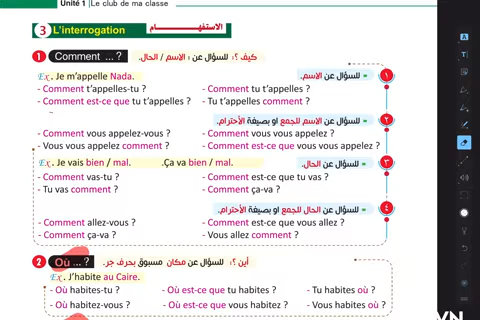 Unité 1 | Le club de ma classe
3 L'interrogation الاستفهــــــــــام
1 Comment ... ? كيف ؟: للسؤال عن : الاسم / الحال.
Ex. Je m'appelle Nada. = للسؤال عن الاسم. ١
- Comment t'appelles-tu ? - Comment tu t'appelles ?
- Comment est-ce que tu t'appelles ? - Tu t'appelles comment ?
= للسؤال عن الاسم للجمع او بصيغة الأحترام. ٢
- Comment vous appelez-vous ? - Comment vous vous appelez ?
- Vous vous appelez comment ? - Comment est-ce que vous vous appelez ?
Ex. Je vais bien / mal. .Ça va bien / mal. = للسؤال عن الحال. ٣
- Comment vas-tu ? - Comment est-ce que tu vas ?
- Tu vas comment ? - Comment ça-va ?
= للسؤال عن الحال للجمع او بصيغة الأحترام. ٤
- Comment allez-vous ? - Comment est-ce que vous allez ?
- Comment ça-va ? - Vous allez comment ?
2 Où ... ? أين ؟: للسؤال عن مكان مسبوق بحرف جر.
Ex. J'habite au Caire.
- Où habites-tu ? - Où est-ce que tu habites ? - Tu habites où ?
- Où habitez-vous ? - Où est-ce que vous habitez ? - Vous habites où ?